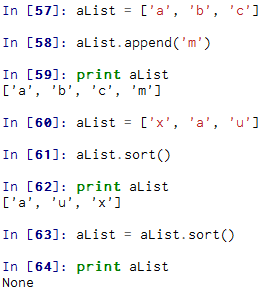 In [57]: aList = ['a', 'b', 'c']
In [58]: aList.append('m')
In [59]: print aList
['a', 'b', 'c', 'm']
In [60]: aList = ['x', 'a', 'u']
In [61]: aList.sort()
In [62]: print aList
['a', 'u', 'x']
In [63]: aList = aList.sort()
In [64]: print aList
None